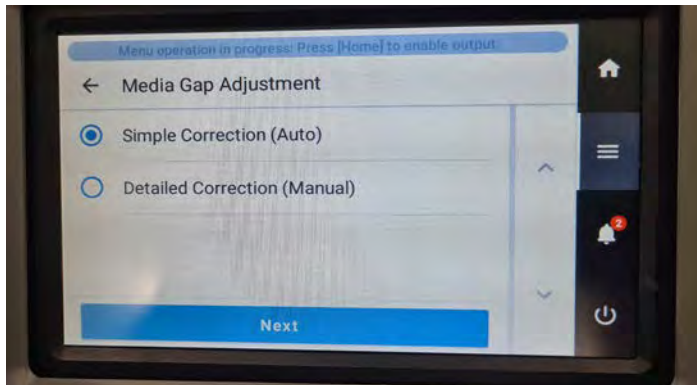 Menu operation in progress: Press [Home] to enable output.
Media Gap Adjustment
Simple Correction (Auto)
Detailed Correction (Manual)
2
Next